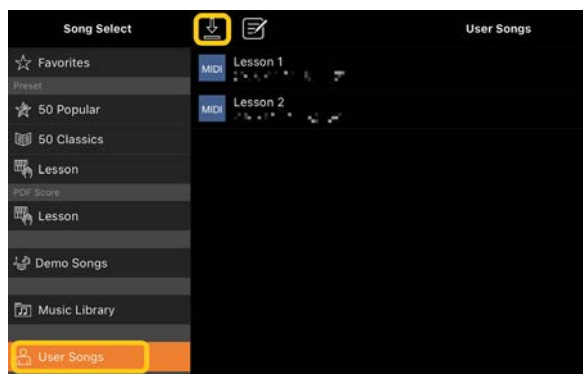 Song Select
User Songs
Favorites
Preset
50 Popular
50 Classics
Lesson
PDF Score
Lesson
Demo Songs
Music Library
User Songs
MIDI
Lesson 1
MIDI
Lesson 2